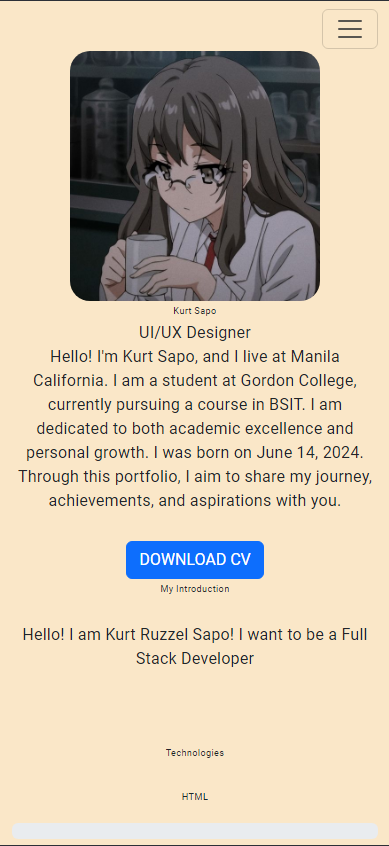 Kurt Sapo
UI/UX Designer
Hello! I'm Kurt Sapo, and I live at Manila
California. I am a student at Gordon College,
currently pursuing a course in BSIT. I am
dedicated to both academic excellence and
personal growth. I was born on June 14, 2024.
Through this portfolio, I aim to share my journey,
achievements, and aspirations with you.
DOWNLOAD CV
My Introduction
Hello! I am Kurt Ruzzel Sapo! I want to be a Full
Stack Developer
Technologies
HTML